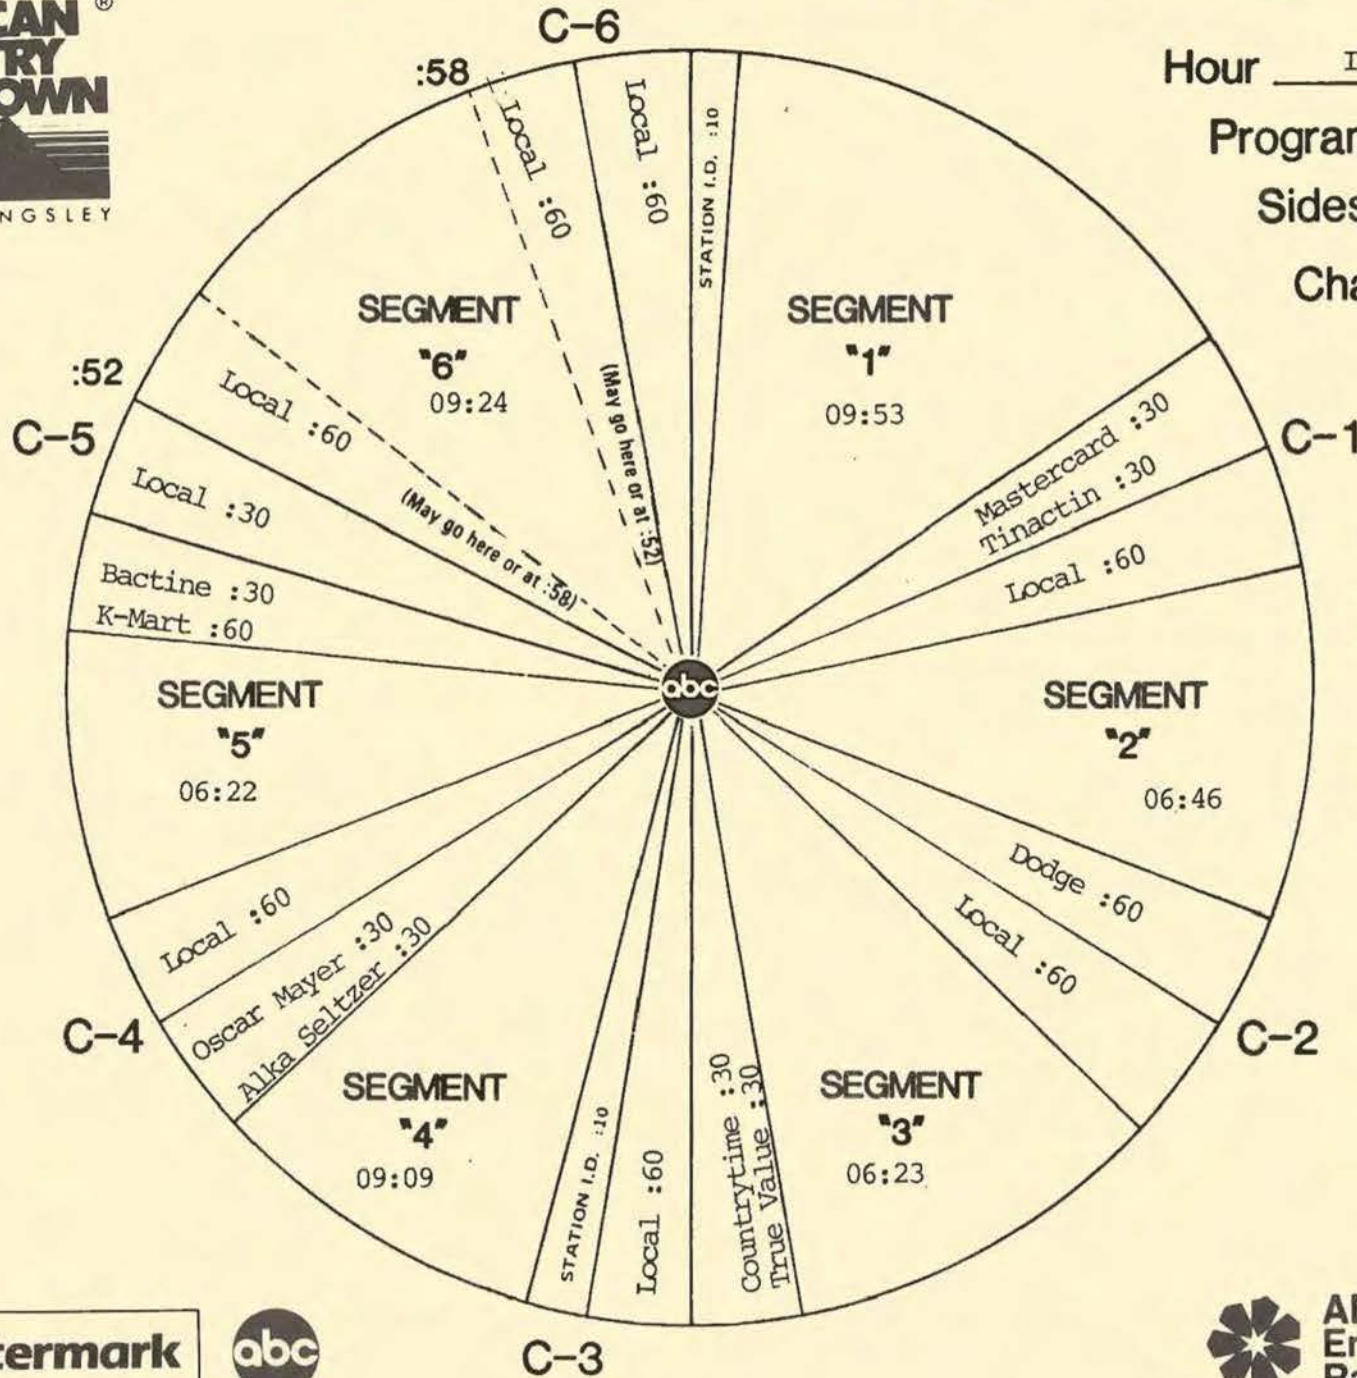 ®
C-6
:58
Hour
Local :60
Local :60
STATION I.D. :10
SEGMENT
"6"
09:24
SEGMENT
"1"
09:53
:52
C-5
Local :60
(May go here or at :58)
(May go here or at :52)
Local :30
Bactine :30
K-Mart :60
Mastercard :30
Tinactin :30
C-1
Local :60
abc
SEGMENT
"5"
06:22
SEGMENT
"2"
06:46
Dodge :60
Local :60
C-2
Local :60
Oscar Mayer :30
Alka Seltzer :30
C-4
SEGMENT
"4"
09:09
STATION I.D. :10
Local :60
Countrytime :30
True Value :30
SEGMENT
"3"
06:23
C-3
abc